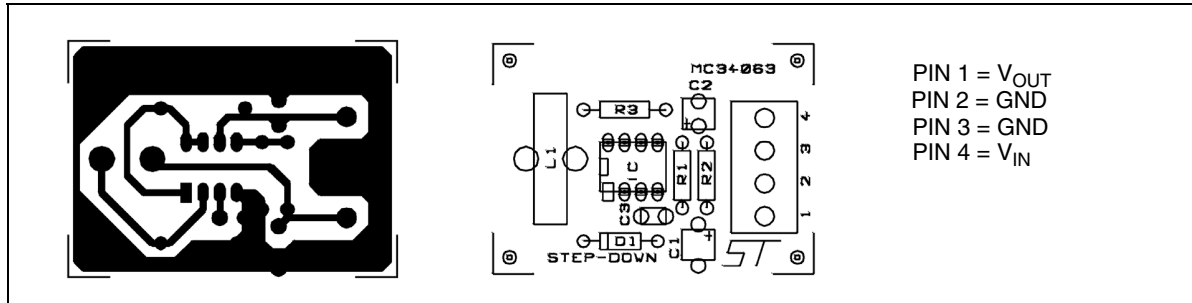 MC34063
C2
R3
+
4
3
2
1
L1
IC
R1
R2
C3
D1
C1
+
STEP-DOWN
ST
PIN 1 = VOUT
PIN 2 = GND
PIN 3 = GND
PIN 4 = VIN